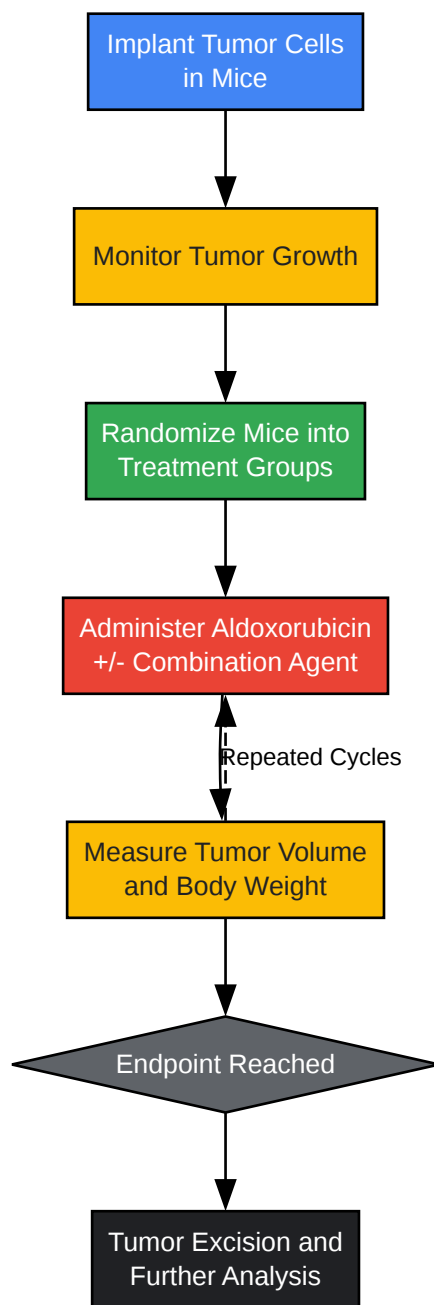 Implant Tumor Cells
in Mice
Monitor Tumor Growth
Randomize Mice into
Treatment Groups
Administer Aldoxorubicin
+/- Combination Agent
Repeated Cycles
Measure Tumor Volume
and Body Weight
Endpoint Reached
Tumor Excision and
Further Analysis